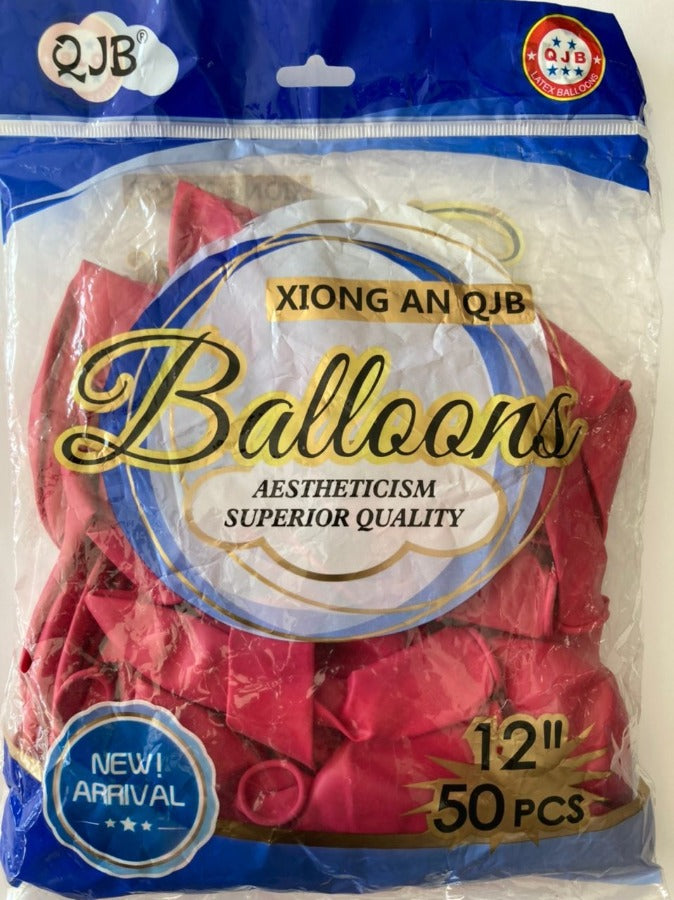 QJB®
QJB
LATEX BALLOONS
XIONG AN QJB
Balloons
AESTHETICISM
SUPERIOR QUALITY
NEW!
ARRIVAL
12"
50 PCS